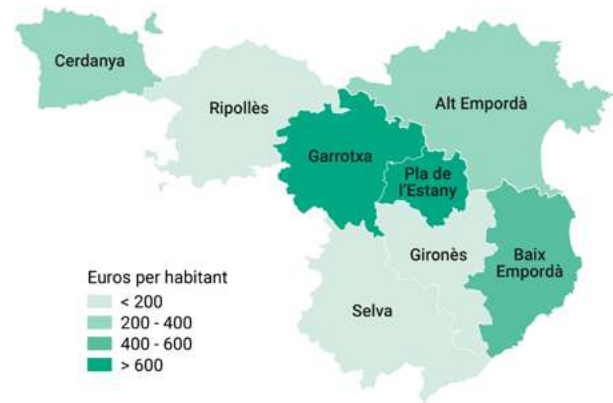 Cerdanya
Ripollès
Alt Empordà
Garrotxa
Pla de
l'Estany
Gironès
Baix
Empordà
Selva
Euros per habitant
< 200
200 - 400
400 - 600
> 600